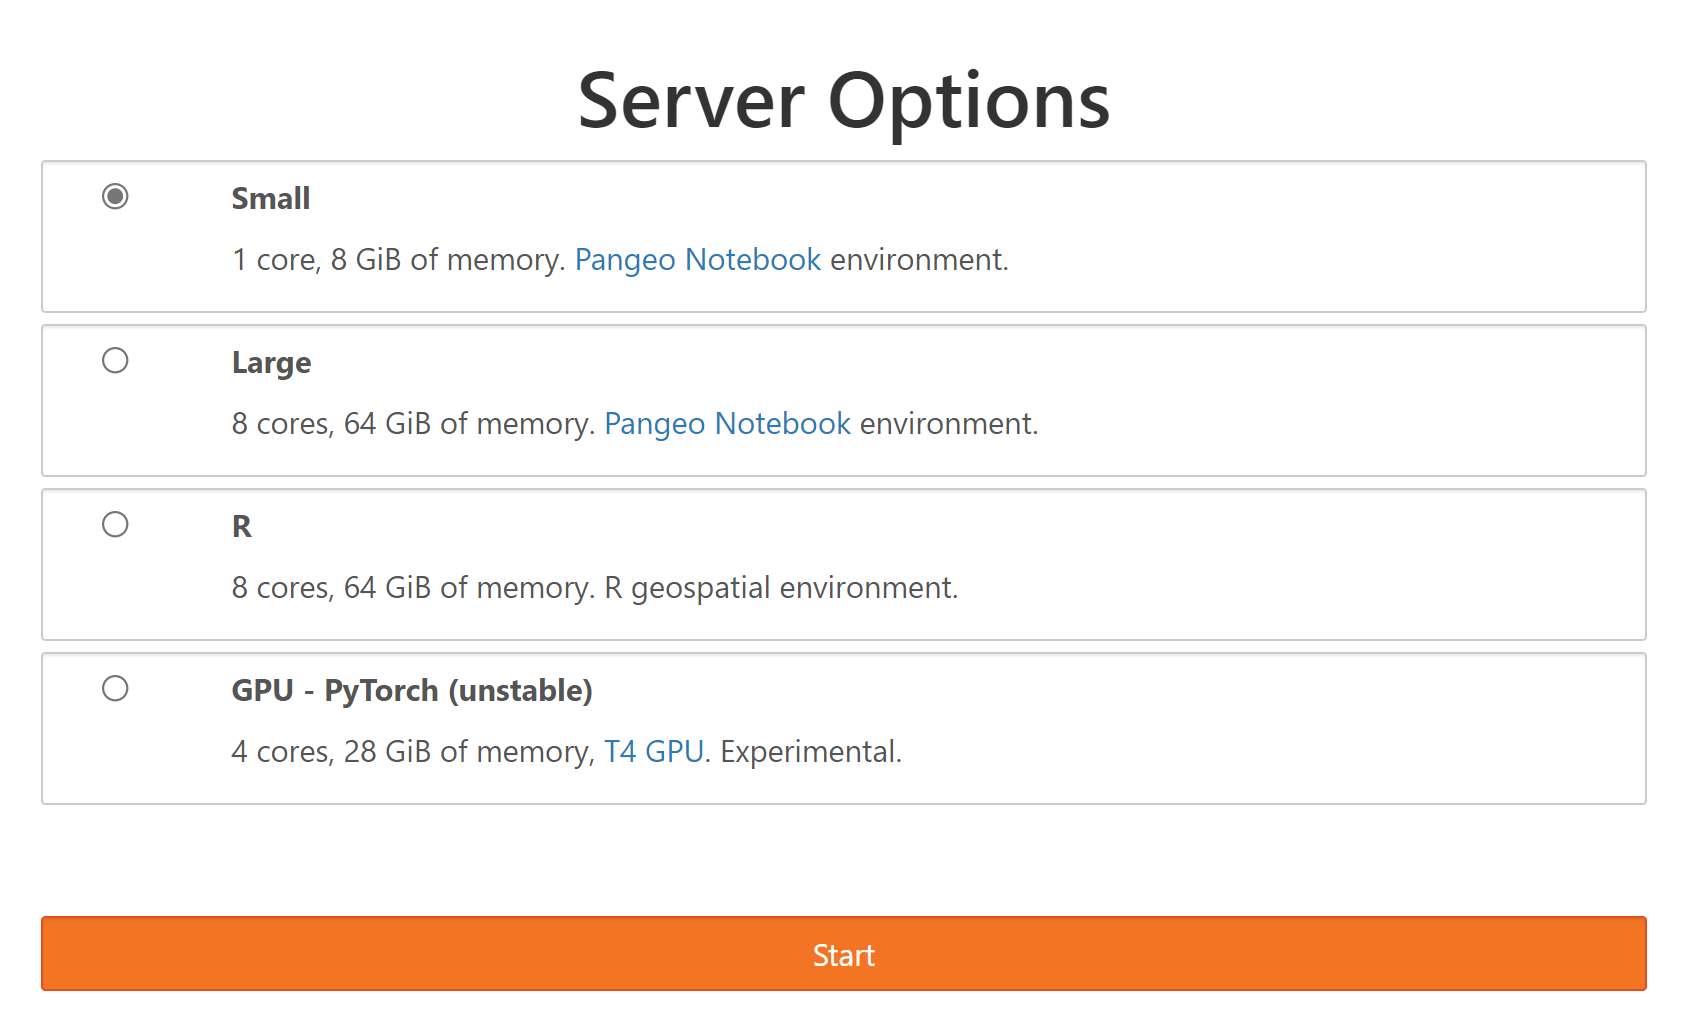 Server Options
Small
1 core, 8 GiB of memory. Pangeo Notebook environment.
Large
8 cores, 64 GiB of memory. Pangeo Notebook environment.
R
8 cores, 64 GiB of memory. R geospatial environment.
GPU - PyTorch (unstable)
4 cores, 28 GiB of memory, T4 GPU. Experimental.
Start